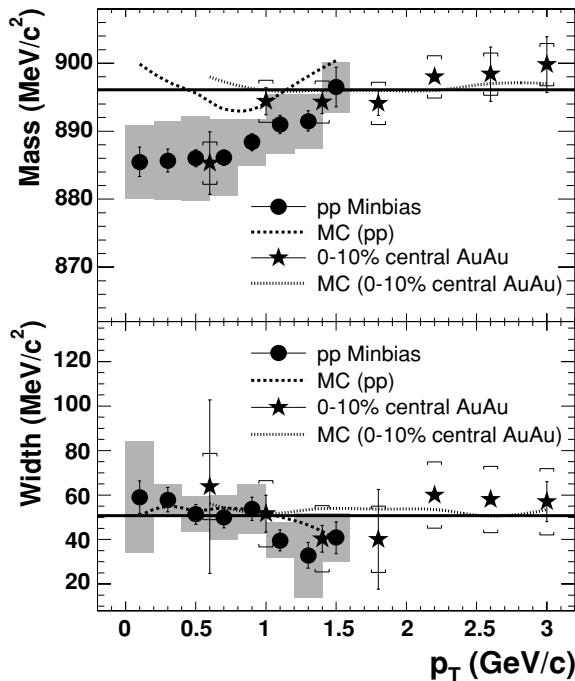 Mass (MeV/c²)
900
890
880
870
pp Minbias
MC (pp)
0-10% central AuAu
MC (0-10% central AuAu)
Width (MeV/c²)
120
100
80
60
40
20
pp Minbias
MC (pp)
0-10% central AuAu
MC (0-10% central AuAu)
0 0.5 1 1.5 2 2.5 3
p_T (GeV/c)